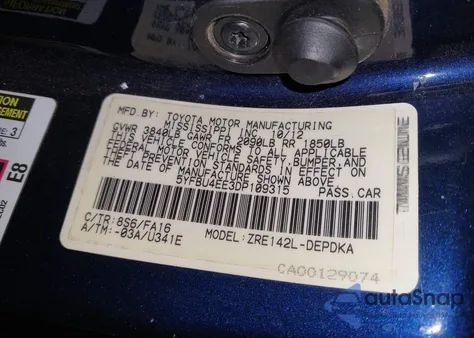 MFD.BY: TOYOTA MOTOR MANUFACTURING
MISSISSIPPI, INC 10/12
GVWR 3840LB GAWR FR 2090LB RR 1850LB
THIS VEHICLE CONFORMS TO ALL APPLICABLE
FEDERAL MOTOR VEHICLE SAFETY, BUMPER, AND
THEFT PREVENTION STANDARDS IN EFFECT ON
THE DATE OF MANUFACTURE SHOWN ABOVE.
5YFBU4EE3DP109315 PASS.CAR
C/TR: 8S6/FA16 MODEL: ZRE142L-DEPDKA
A/TM: -03A/U341E
CA00129074
E8
autoSnap